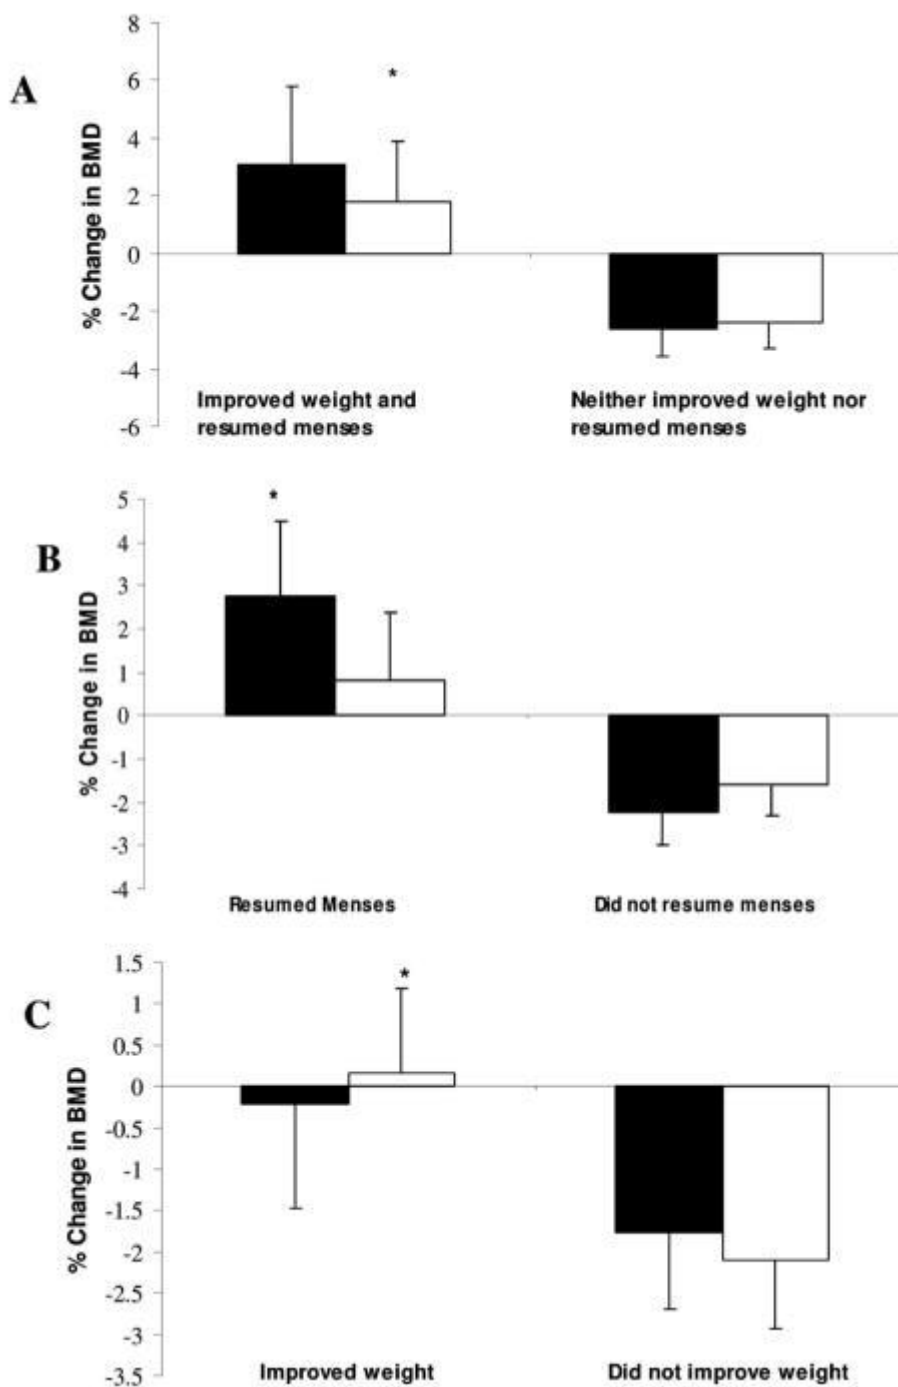 A
% Change in BMD
8
6
4
2
0
-2
-4
-6
*
Improved weight and
resumed menses
Neither improved weight nor
resumed menses
B
% Change in BMD
5
4
3
2
1
0
-1
-2
-3
-4
*
Resumed Menses
Did not resume menses
C
% Change in BMD
1.5
1
0.5
0
-0.5
-1
-1.5
-2
-2.5
-3
-3.5
*
Improved weight
Did not improve weight